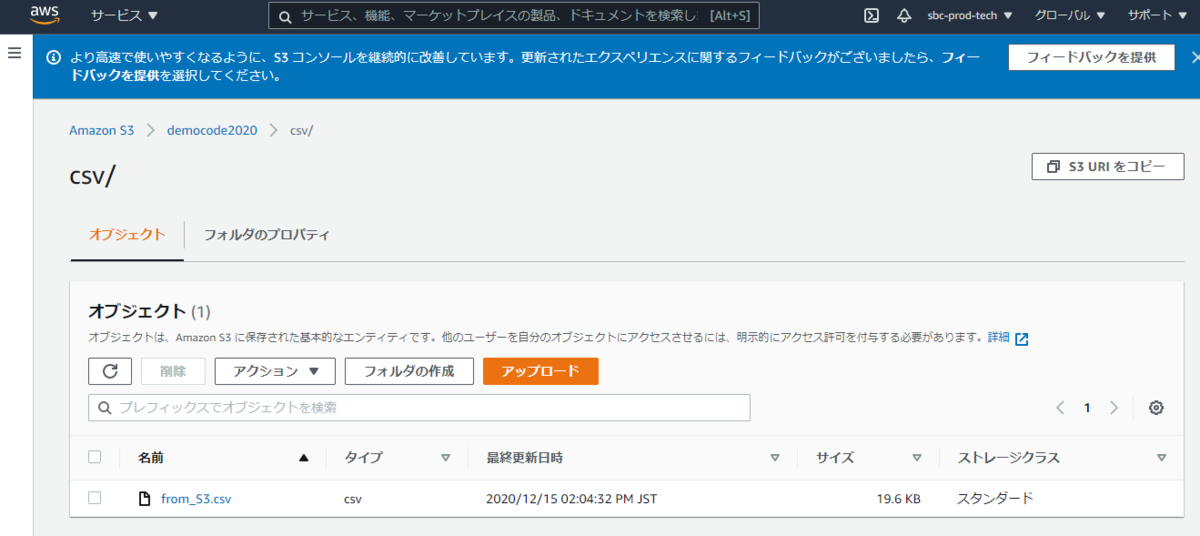 aws
サービス ▼
サービス、機能、マーケットプレイスの製品、ドキュメントを検索し [Alt+S]
sbc-prod-tech ▼
グローバル ▼
サポート ▼
より高速で使いやすくなるように、S3 コンソールを継続的に改善しています。更新されたエクスペリエンスに関するフィードバックがございましたら、フィー
ドバックを提供を選択してください。
フィードバックを提供
Amazon S3 > democode2020 > csv/
csv/
S3 URI をコピー
オブジェクト
フォルダのプロパティ
オブジェクト (1)
オブジェクトは、Amazon S3 に保存された基本的なエンティティです。他のユーザーを自分のオブジェクトにアクセスさせるには、明示的にアクセス許可を付与する必要があります。詳細
削除
アクション ▼
フォルダの作成
アップロード
プレフィックスでオブジェクトを検索
< 1 >
名前 タイプ 最終更新日時 サイズ ストレージクラス
from_S3.csv csv 2020/12/15 02:04:32 PM JST 19.6 KB スタンダード